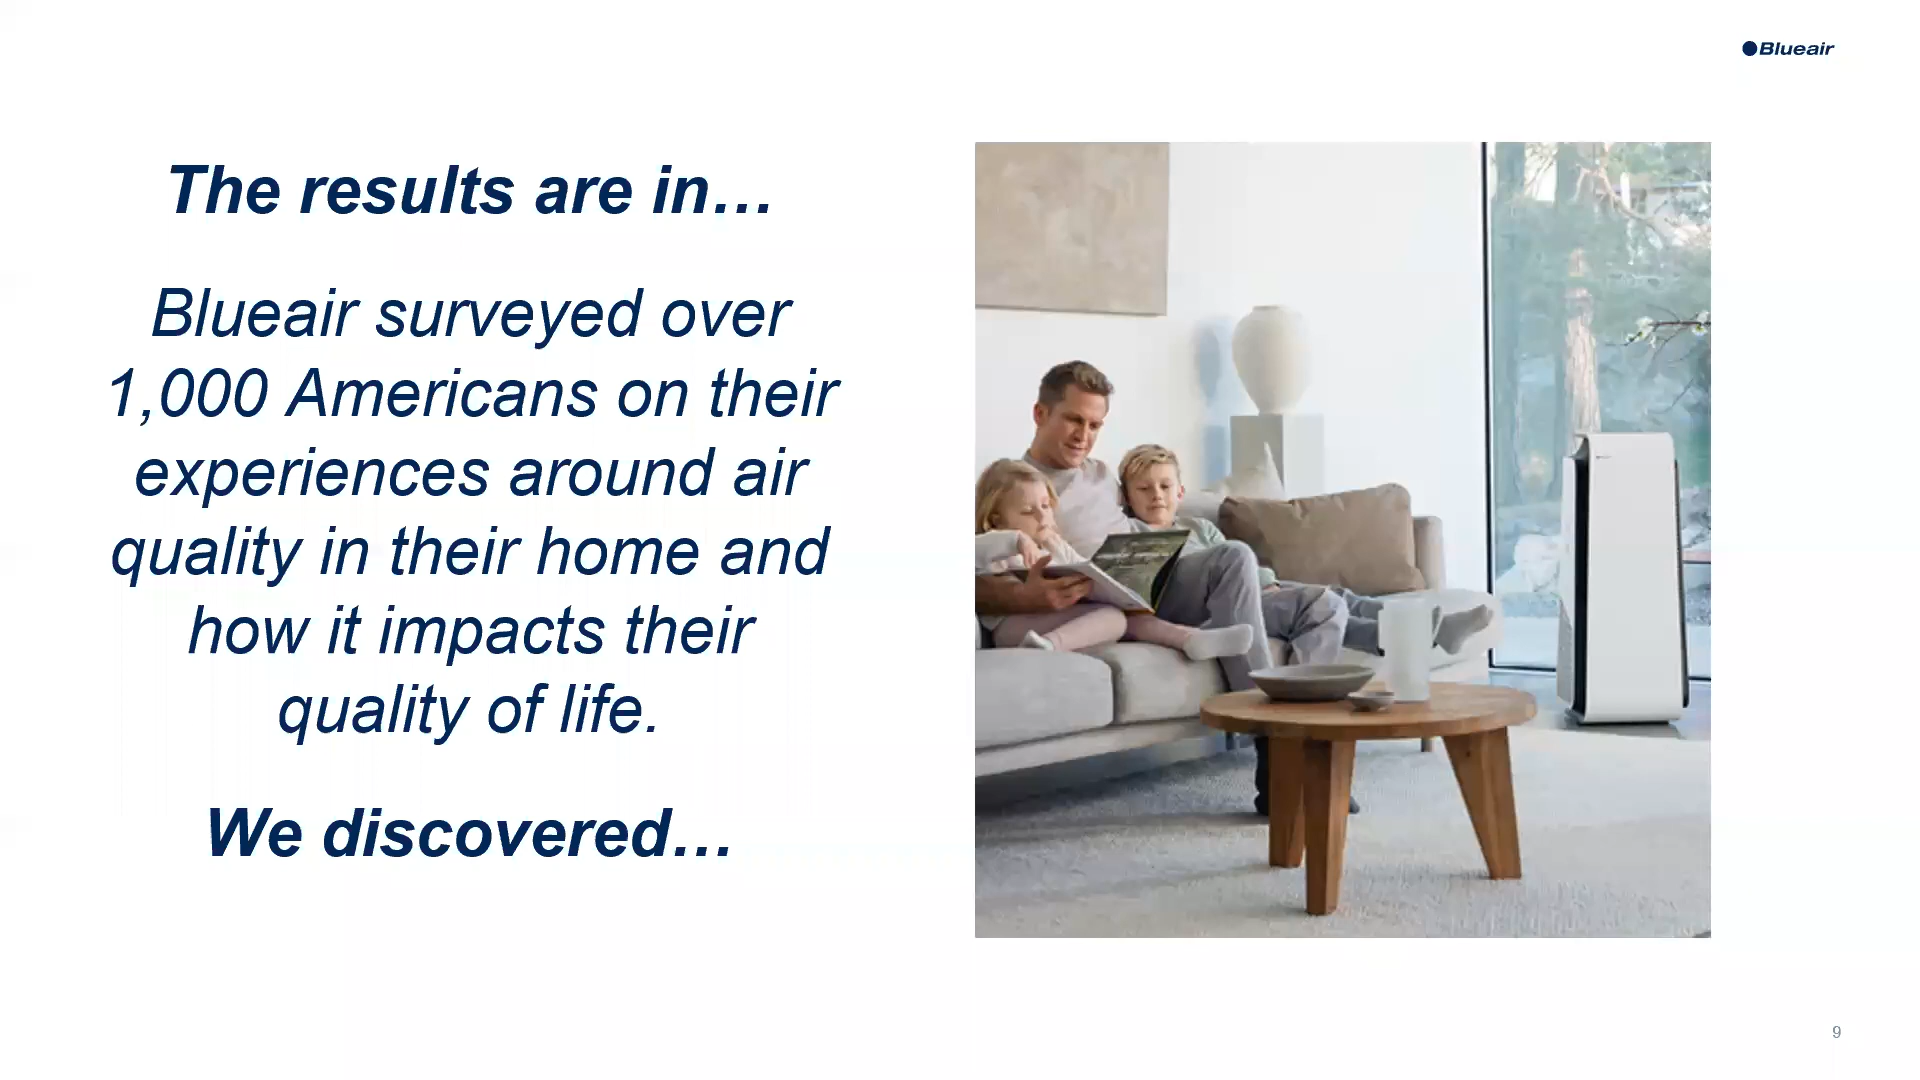 Blueair
The results are in…
Blueair surveyed over
1,000 Americans on their
experiences around air
quality in their home and
how it impacts their
quality of life.
We discovered…
9